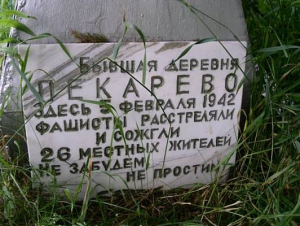 Бывшая деревня
ПЕКАРЕВО
Здесь 5 февраля 1942
фашисты расстреляли
и сожгли
26 местных жителей
Не забудем!
Не простим!